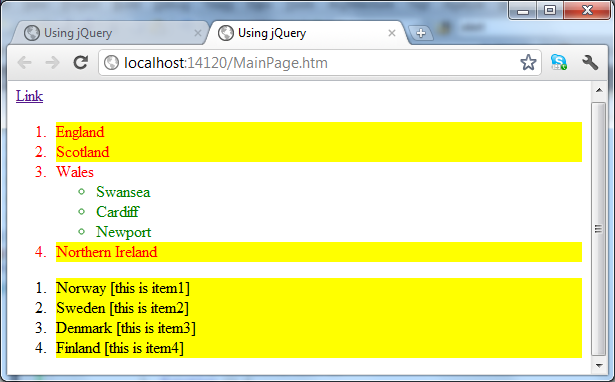 Using jQuery
Using jQuery
localhost:14120/MainPage.htm
Link
1. England
2. Scotland
3. Wales
Swansea
Cardiff
Newport
4. Northern Ireland
1. Norway [this is item1]
2. Sweden [this is item2]
3. Denmark [this is item3]
4. Finland [this is item4]